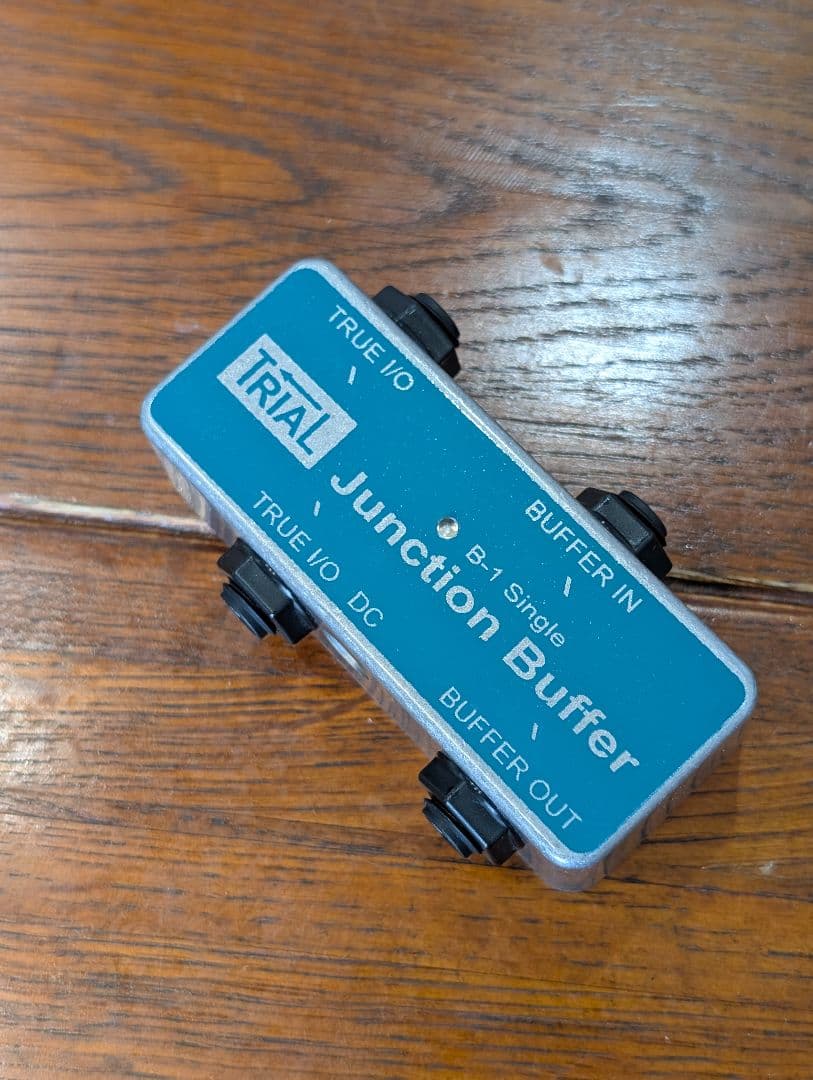 TRUE I/O
TRIAL
BUFFER IN
B-1 Single
Junction Buffer
TRUE I/O
DC
BUFFER OUT